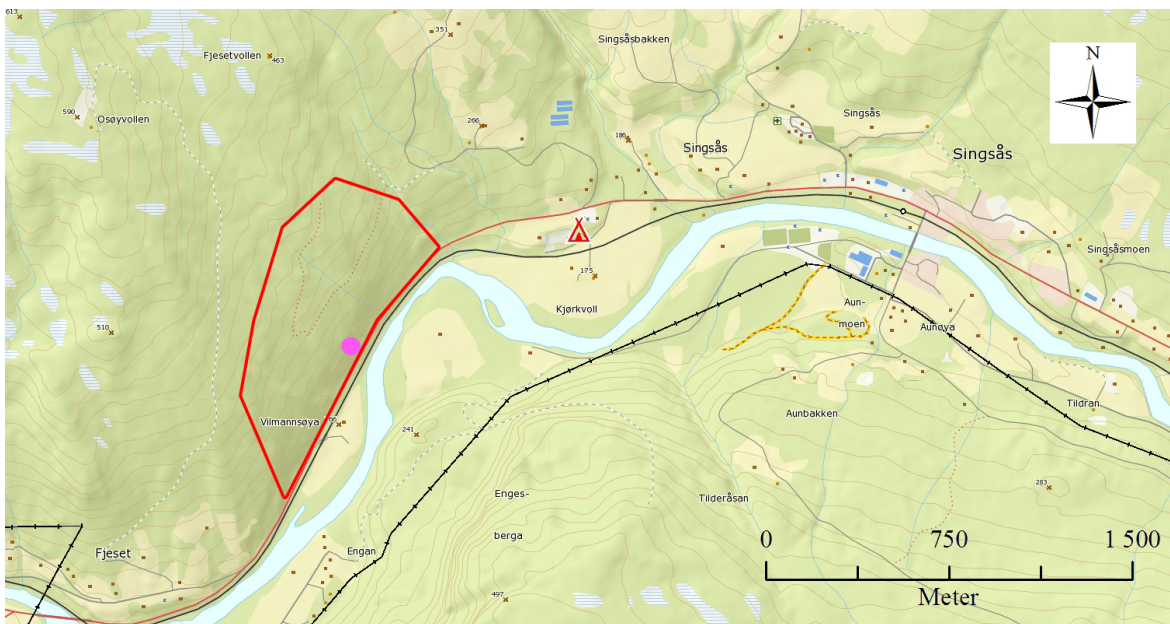 613
351
Singsåsbakken
Fjesetvollen
463
N
590
Osøyvollen
266
186
Singsås
Singsås
Singsås
Singsåsmoen
175
Kjørkvoll
510
Aun-
moen
Aunøya
Vilmannsøya
241
Aunbakken
Tildran
Enges-
berga
Tilderåsan
283
0 750 1 500
Meter
Fjeset
Engan
497